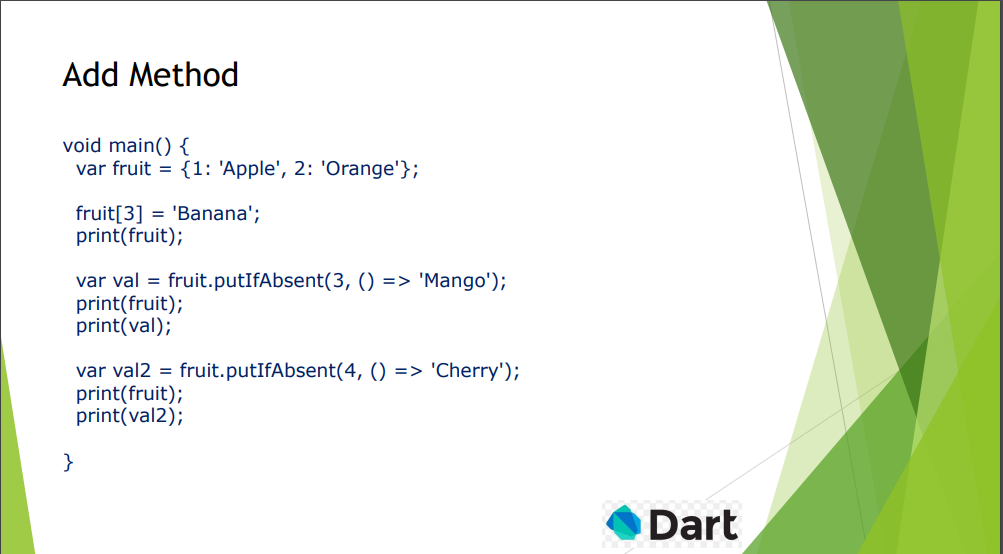 Add Method
void main() {
var fruit = {1: 'Apple', 2: 'Orange'};
fruit[3] = 'Banana';
print(fruit);
var val = fruit.putIfAbsent(3, () => 'Mango');
print(fruit);
print(val);
var val2 = fruit.putIfAbsent(4, () => 'Cherry');
print(fruit);
print(val2);
}
Dart